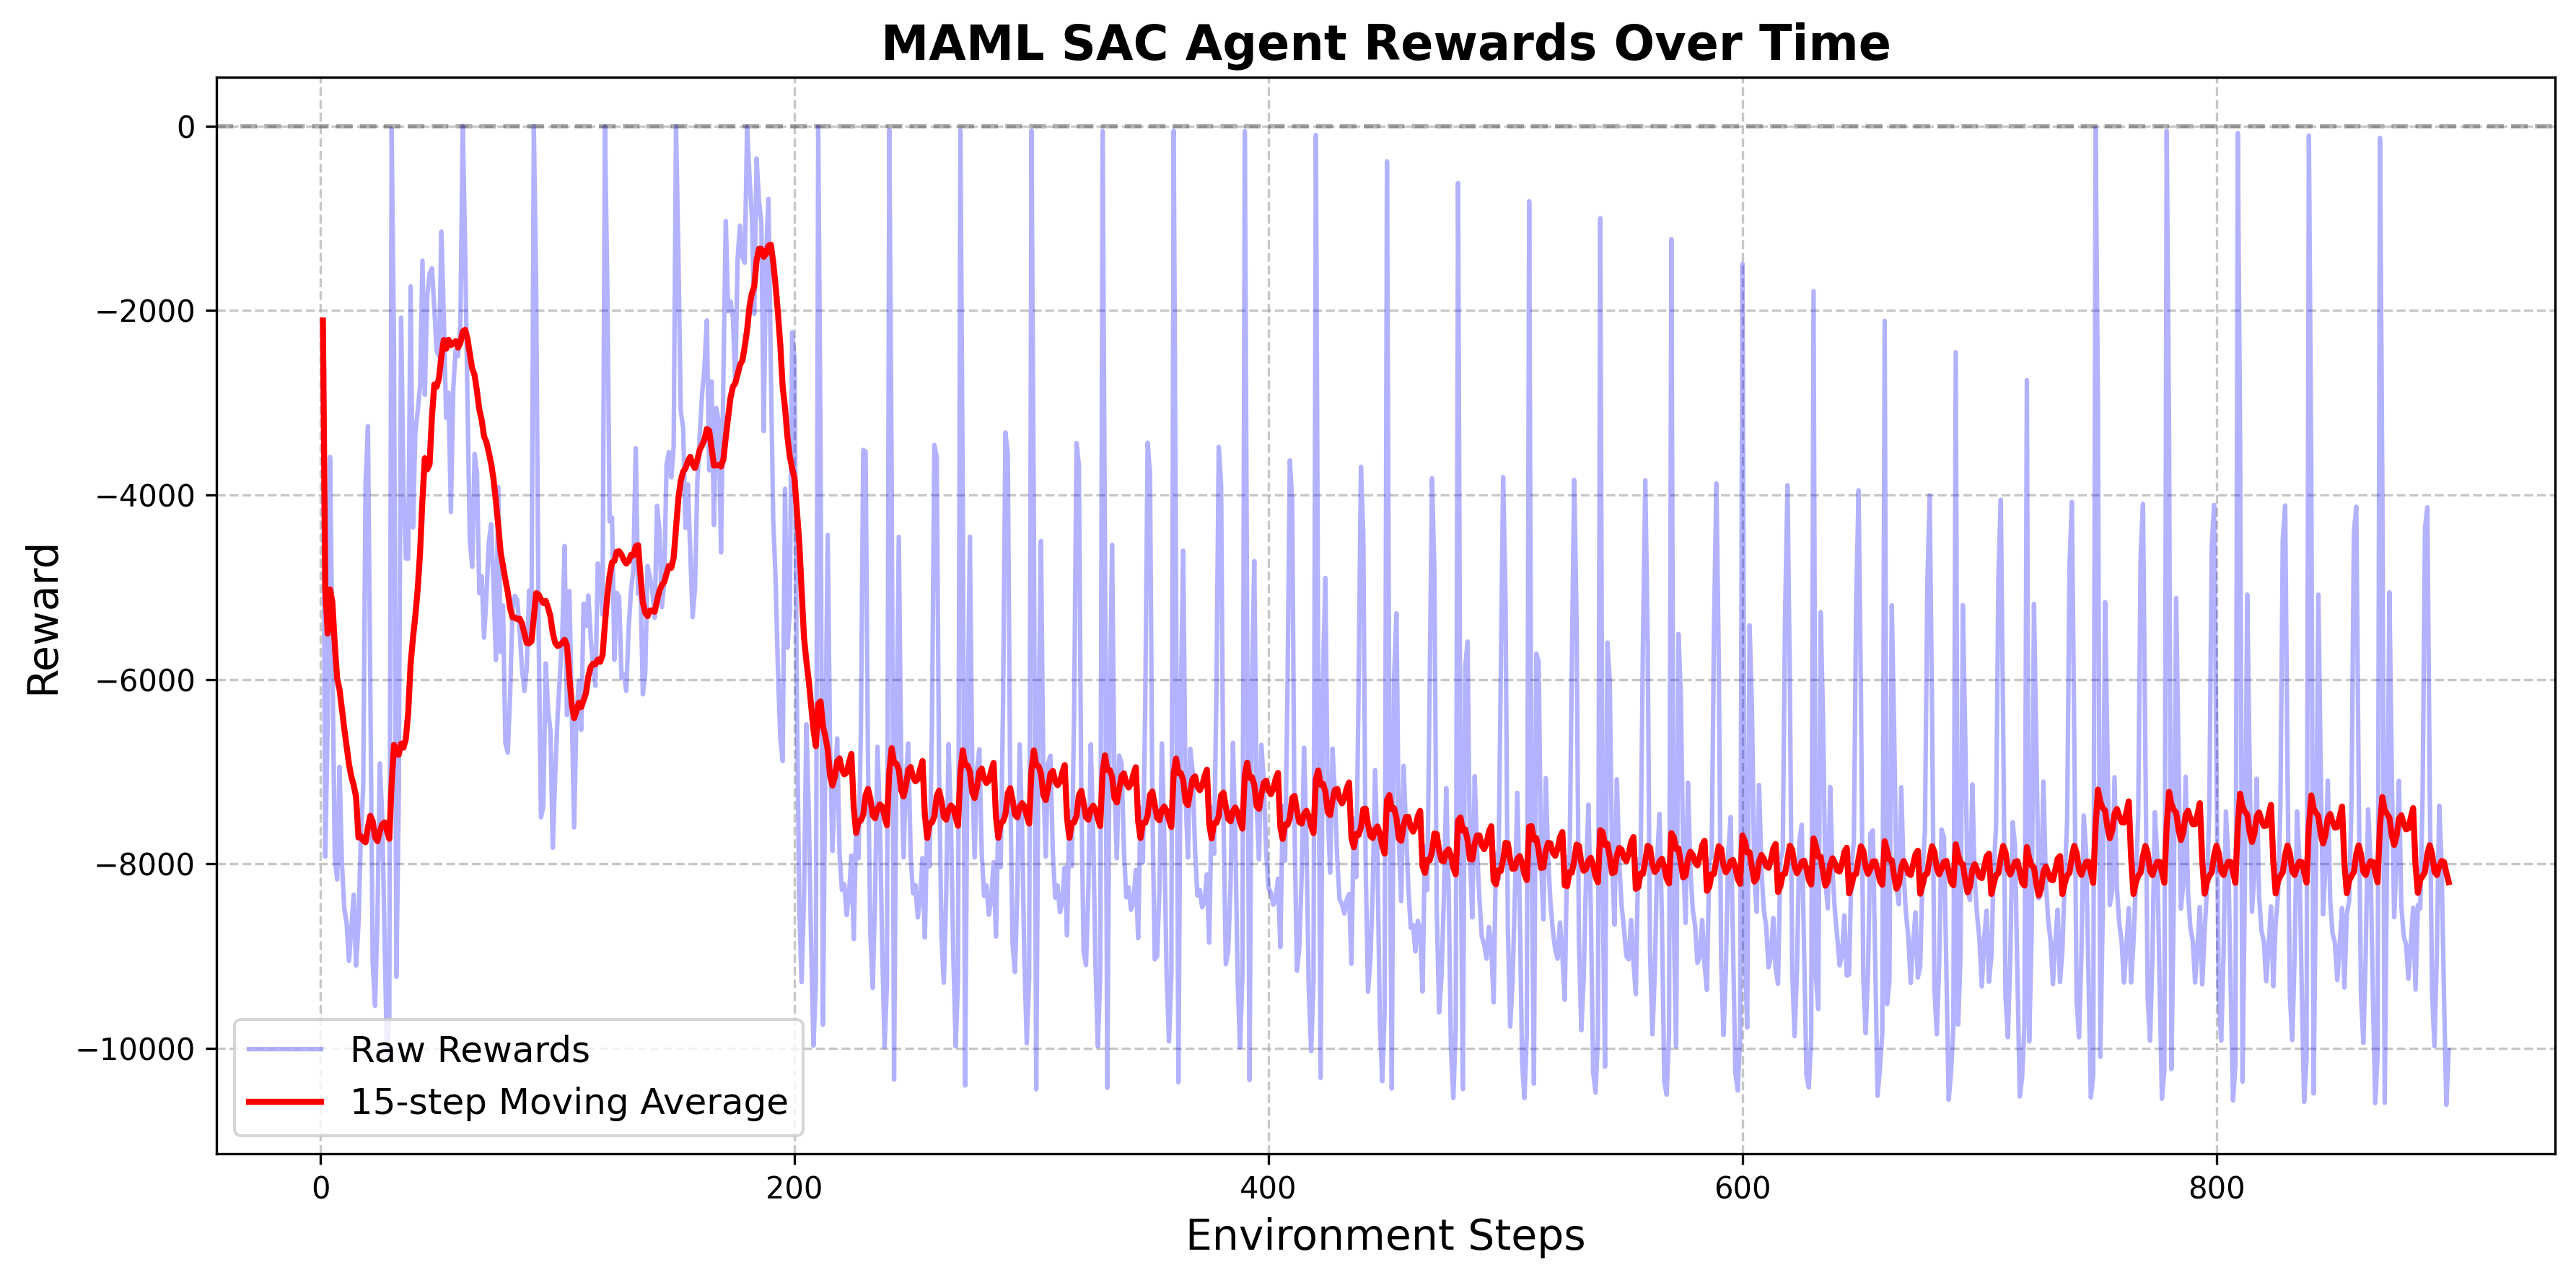 MAML SAC Agent Rewards Over Time
Reward
0
−2000
−4000
−6000
−8000
−10000
Raw Rewards
15-step Moving Average
0
200
400
600
800
Environment Steps